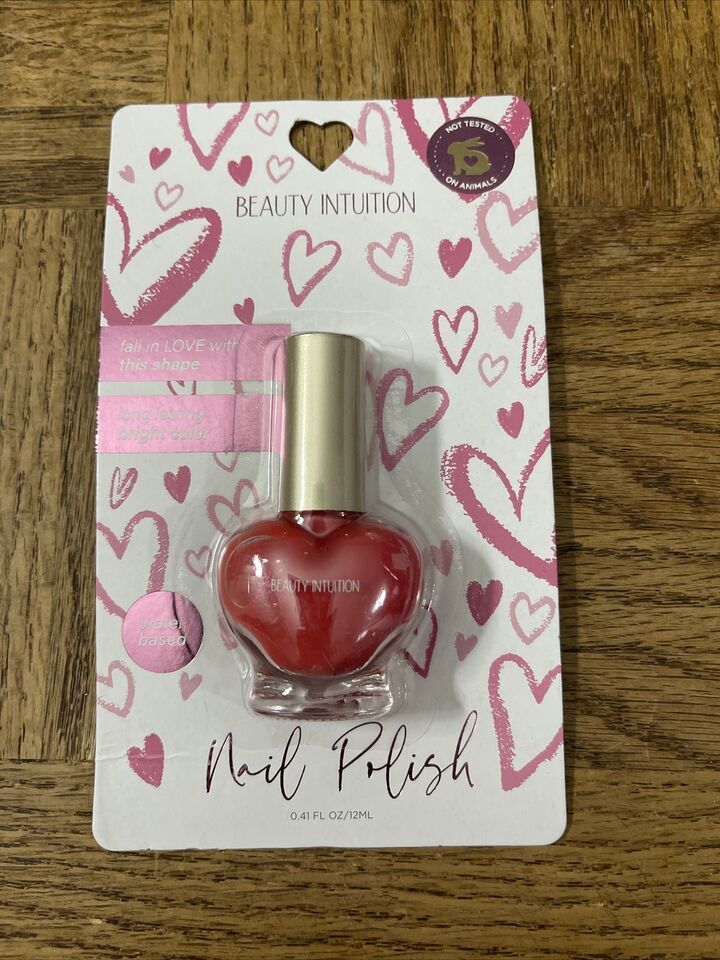 NOT TESTED
ON ANIMALS
BEAUTY INTUITION
fall in LOVE with
this shape
long lasting
bright color
BEAUTY INTUITION
water
based
Nail Polish
0.41 FL OZ/12ML